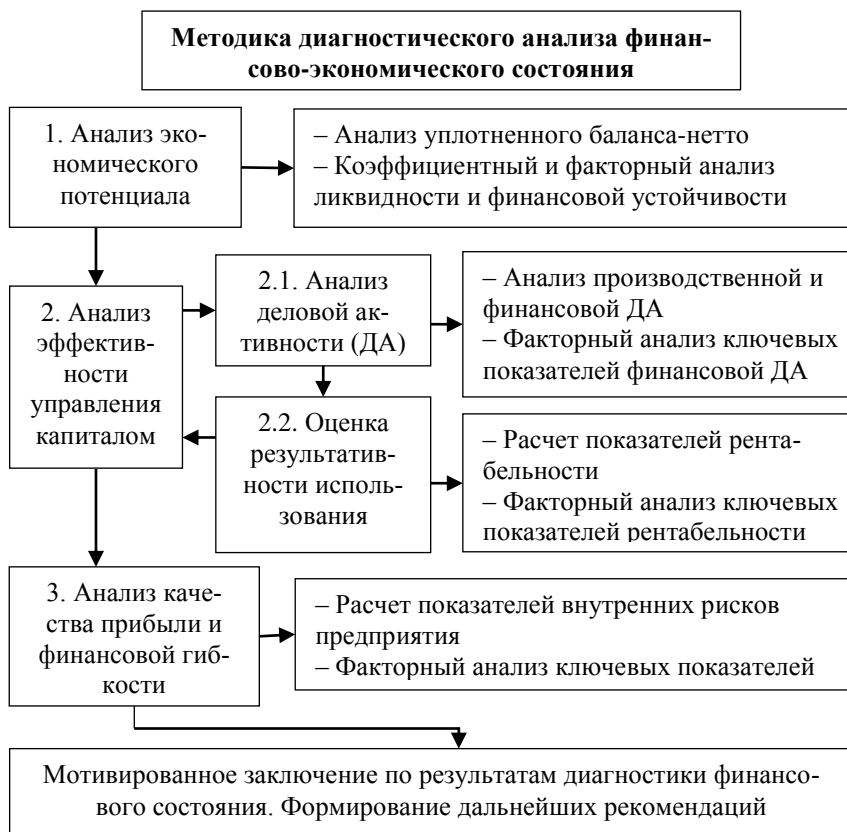 Методика диагностического анализа финан-
сово-экономического состояния
1. Анализ эко-
номического
потенциала
– Анализ уплотненного баланса-нетто
– Коэффициентный и факторный анализ
ликвидности и финансовой устойчивости
2. Анализ
эффектив-
ности
управления
капиталом
2.1. Анализ
деловой ак-
тивности (ДА)
– Анализ производственной и
финансовой ДА
– Факторный анализ ключевых
показателей финансовой ДА
2.2. Оценка
результатив-
ности исполь-
зования
– Расчет показателей рента-
бельности
– Факторный анализ ключевых
показателей рентабельности
3. Анализ каче-
ства прибыли и
финансовой гиб-
кости
– Расчет показателей внутренних рисков
предприятия
– Факторный анализ ключевых показателей
Мотивированное заключение по результатам диагностики финансо-
вого состояния. Формирование дальнейших рекомендаций